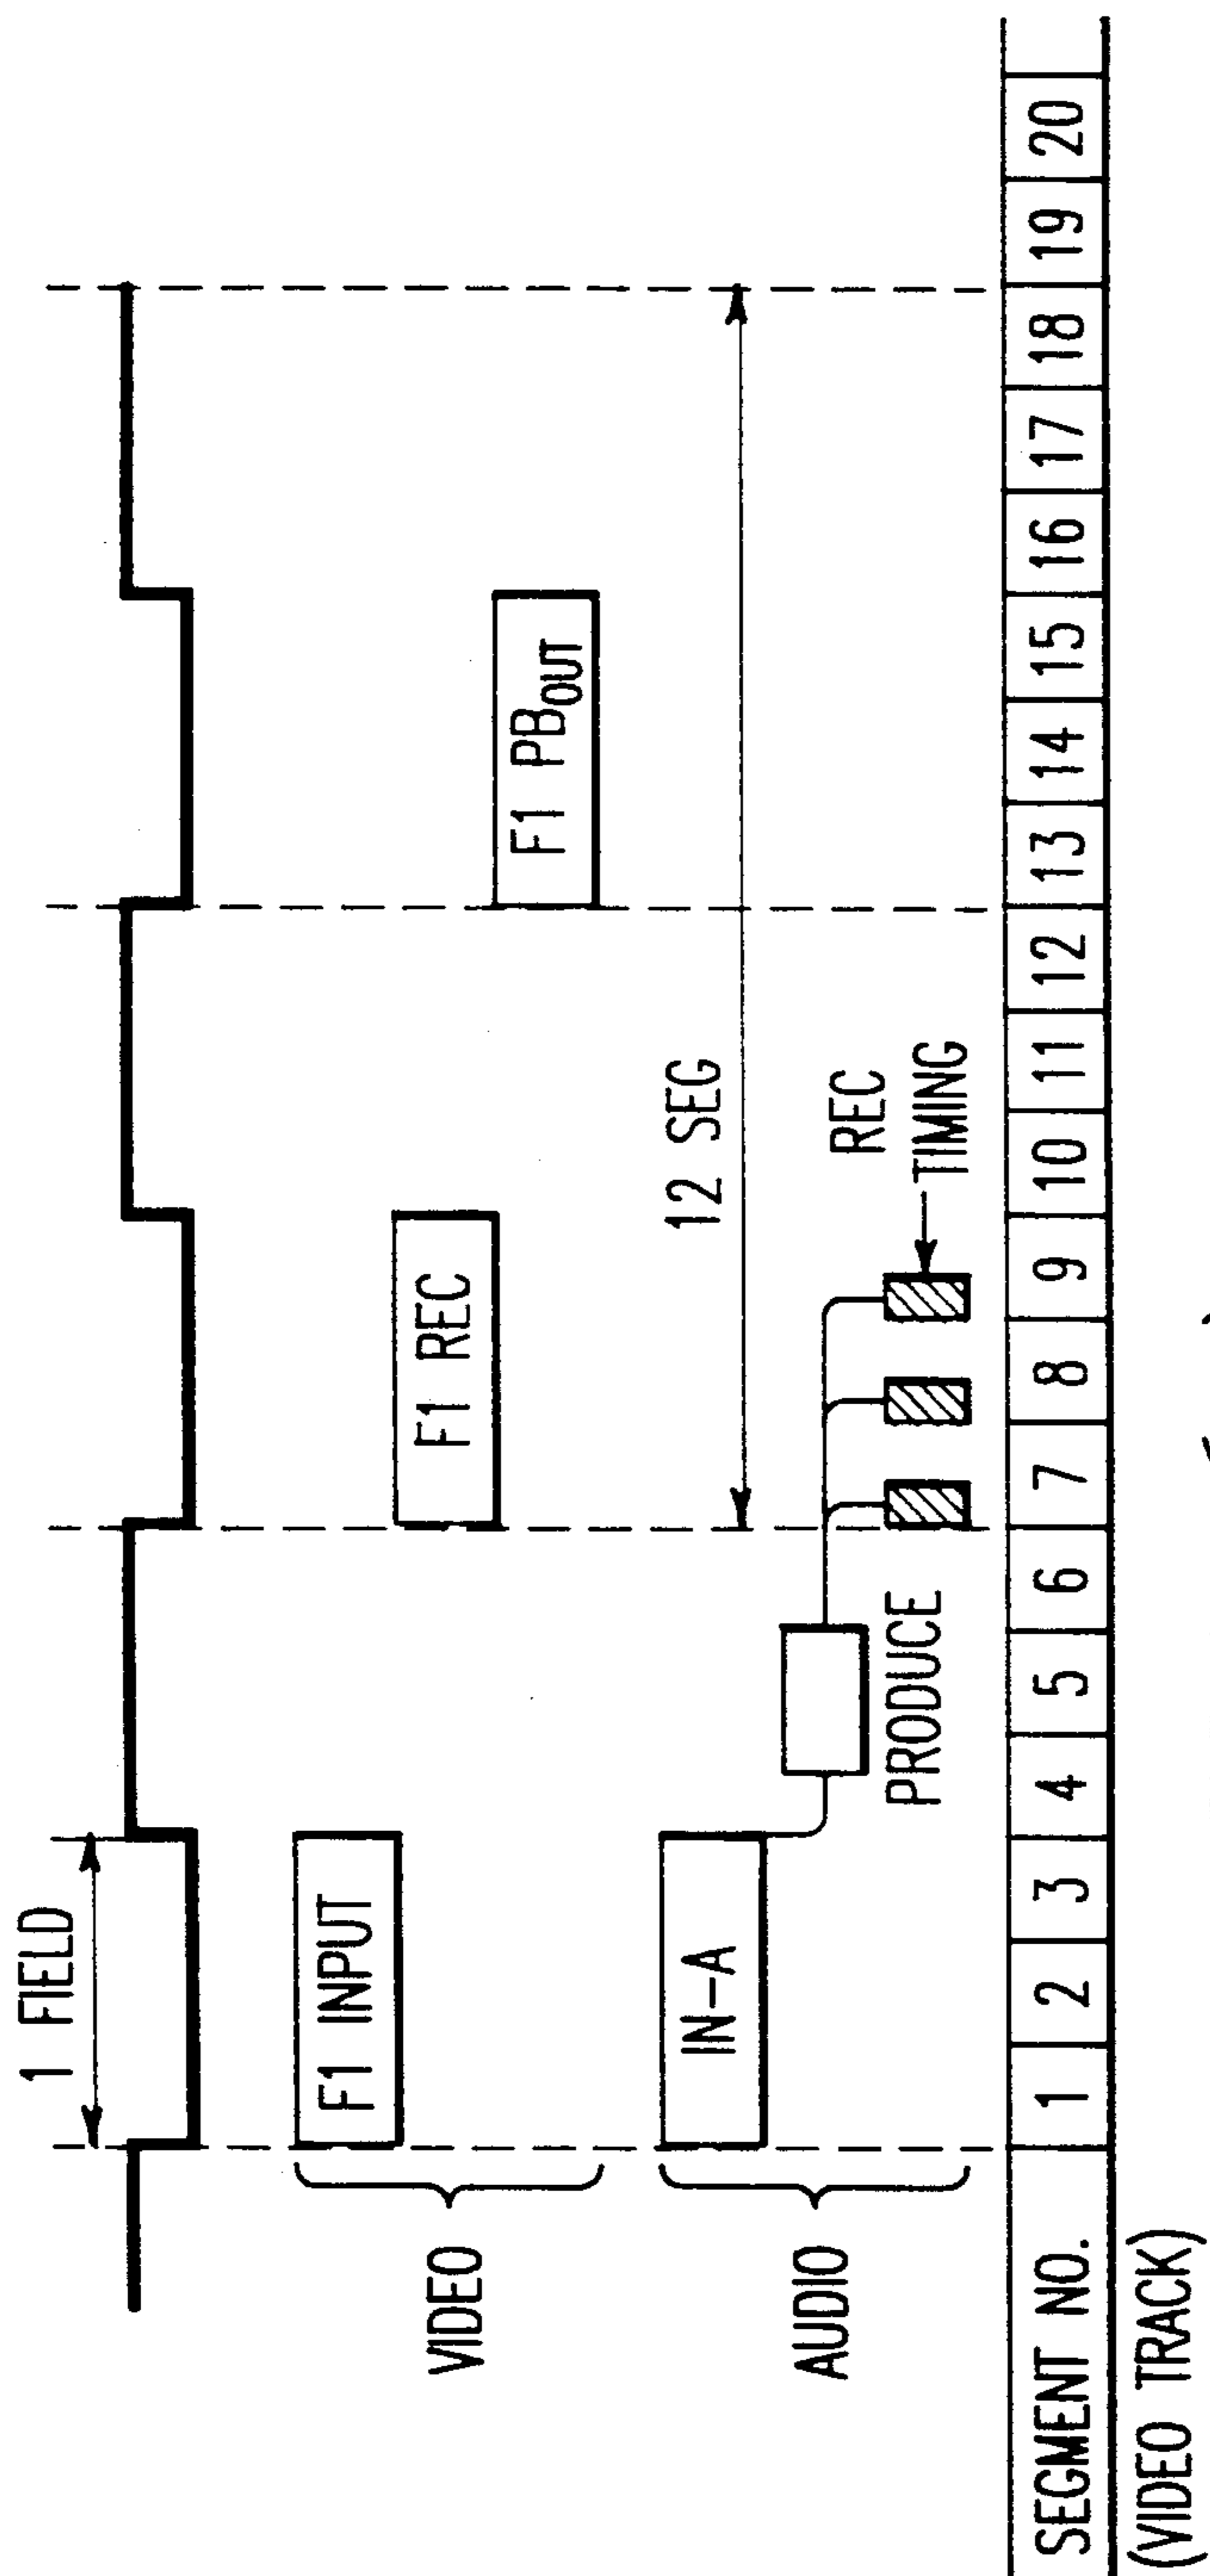 1 FIELD
VIDEO
F1 INPUT
F1 REC
F1 PBOUT
12 SEG
AUDIO
IN-A
PRODUCE
REC
TIMING
SEGMENT NO. 1 2 3 4 5 6 7 8 9 10 11 12 13 14 15 16 17 18 19 20
(VIDEO TRACK)